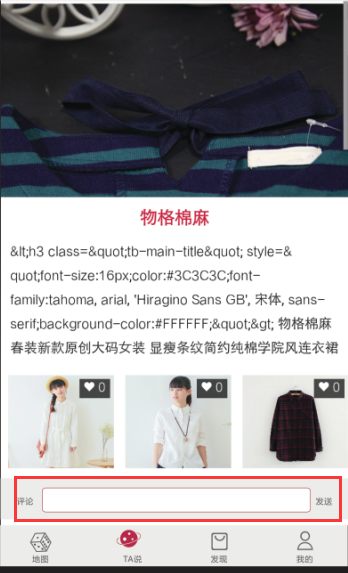 物格棉麻
&lt;h3 class=&quot;tb-main-title&quot; style=&
quot;font-size:16px;color:#3C3C3C;font-
family:tahoma, arial, 'Hiragino Sans GB', 宋体, sans-
serif;background-color:#FFFFFF;&quot;&gt; 物格棉麻
春装新款原创大码女装 显瘦条纹简约纯棉学院风连衣裙
0 0 0
评论 发送
地图 TA说 发现 我的